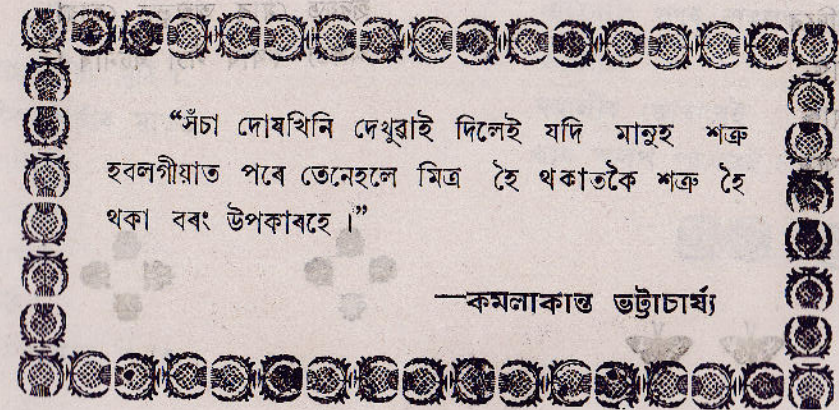 “সঁচা দোষখিনি দেখুৱাই দিলেই যদি মানুহ শত্ৰু
হবলগীয়াত পৰে তেনেহলে মিত্ৰ হৈ থকাতকৈ শত্ৰু হৈ
থকা বৰং উপকাৰহে ।”
—কমলাকান্ত ভট্টাচাৰ্য্য